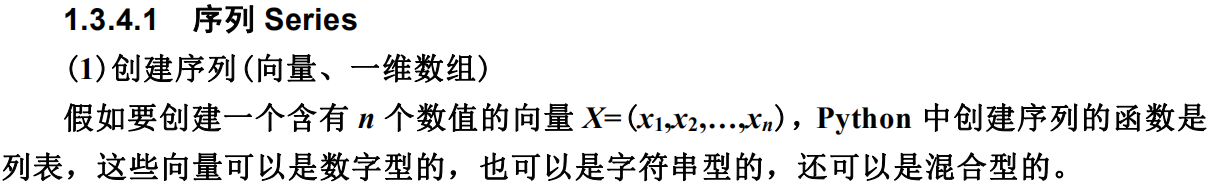 1.3.4.1 序列 Series
(1)创建序列(向量、一维数组)
假如要创建一个含有 n 个数值的向量 X=(x₁,x₂,…,xₙ)，Python 中创建序列的函数是
列表，这些向量可以是数字型的，也可以是字符串型的，还可以是混合型的。